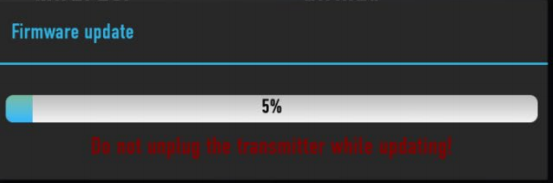 Firmware update
5%
Do not unplug the transmitter while updating!